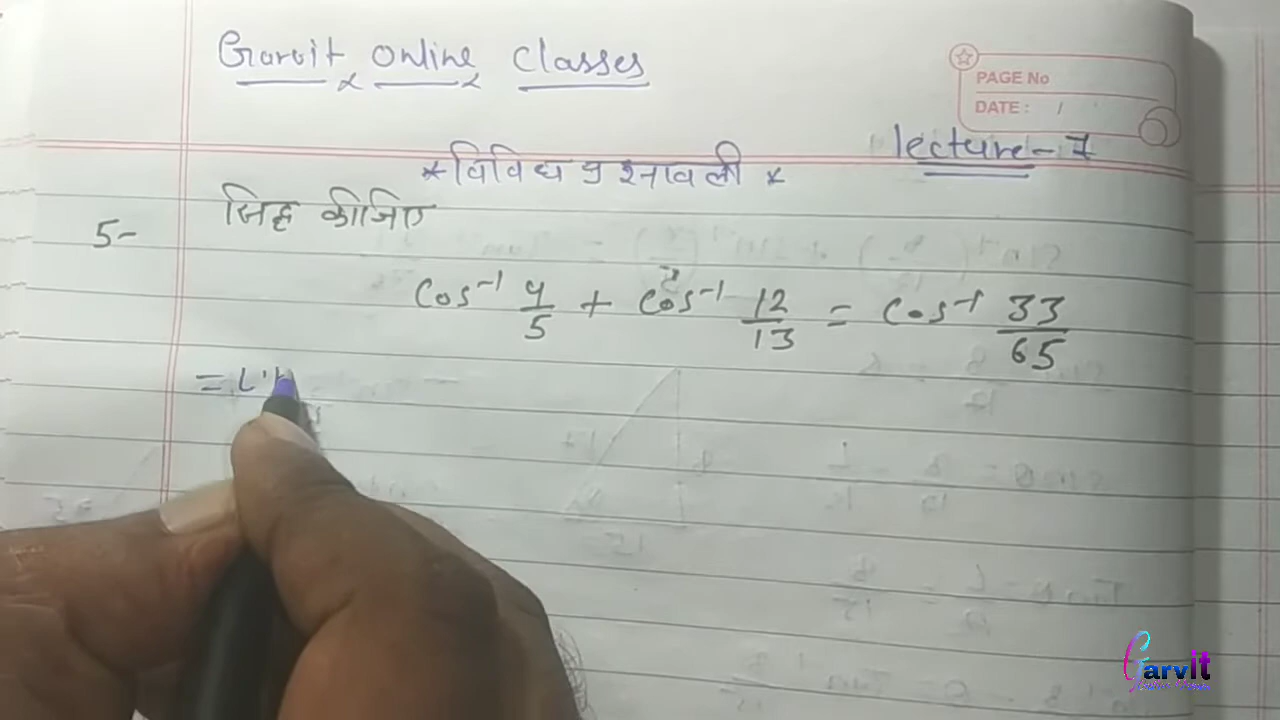 Garvit Online Classes
PAGE No
DATE : /
lecture - 7
* विविध प्रश्नावली *
5- सिद्ध कीजिए
Cos⁻¹ 4/5 + Cos⁻¹ 12/13 = Cos⁻¹ 33/65
= L.H
Garvit